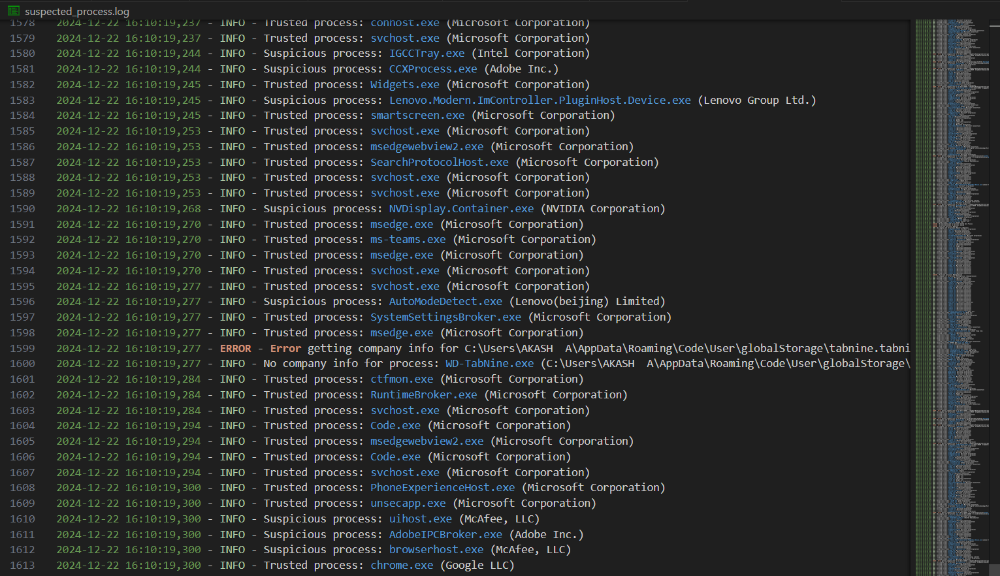 suspected_process.log
1578 2024-12-22 16:10:19,237 - INFO - Trusted process: conhost.exe (Microsoft Corporation)
1579 2024-12-22 16:10:19,237 - INFO - Trusted process: svchost.exe (Microsoft Corporation)
1580 2024-12-22 16:10:19,244 - INFO - Suspicious process: IGCCTray.exe (Intel Corporation)
1581 2024-12-22 16:10:19,244 - INFO - Suspicious process: CCXProcess.exe (Adobe Inc.)
1582 2024-12-22 16:10:19,245 - INFO - Trusted process: Widgets.exe (Microsoft Corporation)
1583 2024-12-22 16:10:19,245 - INFO - Suspicious process: Lenovo.Modern.ImController.PluginHost.Device.exe (Lenovo Group Ltd.)
1584 2024-12-22 16:10:19,245 - INFO - Trusted process: smartscreen.exe (Microsoft Corporation)
1585 2024-12-22 16:10:19,253 - INFO - Trusted process: svchost.exe (Microsoft Corporation)
1586 2024-12-22 16:10:19,253 - INFO - Trusted process: msedgewebview2.exe (Microsoft Corporation)
1587 2024-12-22 16:10:19,253 - INFO - Trusted process: SearchProtocolHost.exe (Microsoft Corporation)
1588 2024-12-22 16:10:19,253 - INFO - Trusted process: svchost.exe (Microsoft Corporation)
1589 2024-12-22 16:10:19,253 - INFO - Trusted process: svchost.exe (Microsoft Corporation)
1590 2024-12-22 16:10:19,268 - INFO - Suspicious process: NVDisplay.Container.exe (NVIDIA Corporation)
1591 2024-12-22 16:10:19,270 - INFO - Trusted process: msedge.exe (Microsoft Corporation)
1592 2024-12-22 16:10:19,270 - INFO - Trusted process: ms-teams.exe (Microsoft Corporation)
1593 2024-12-22 16:10:19,270 - INFO - Trusted process: msedge.exe (Microsoft Corporation)
1594 2024-12-22 16:10:19,270 - INFO - Trusted process: svchost.exe (Microsoft Corporation)
1595 2024-12-22 16:10:19,277 - INFO - Trusted process: svchost.exe (Microsoft Corporation)
1596 2024-12-22 16:10:19,277 - INFO - Suspicious process: AutoModeDetect.exe (Lenovo(beijing) Limited)
1597 2024-12-22 16:10:19,277 - INFO - Trusted process: SystemSettingsBroker.exe (Microsoft Corporation)
1598 2024-12-22 16:10:19,277 - INFO - Trusted process: msedge.exe (Microsoft Corporation)
1599 2024-12-22 16:10:19,277 - ERROR - Error getting company info for C:\Users\AKASH  A\AppData\Roaming\Code\User\globalStorage\tabnine.tabni
1600 2024-12-22 16:10:19,277 - INFO - No company info for process: WD-TabNine.exe (C:\Users\AKASH  A\AppData\Roaming\Code\User\globalStorage\
1601 2024-12-22 16:10:19,284 - INFO - Trusted process: ctfmon.exe (Microsoft Corporation)
1602 2024-12-22 16:10:19,284 - INFO - Trusted process: RuntimeBroker.exe (Microsoft Corporation)
1603 2024-12-22 16:10:19,284 - INFO - Trusted process: svchost.exe (Microsoft Corporation)
1604 2024-12-22 16:10:19,294 - INFO - Trusted process: Code.exe (Microsoft Corporation)
1605 2024-12-22 16:10:19,294 - INFO - Trusted process: msedgewebview2.exe (Microsoft Corporation)
1606 2024-12-22 16:10:19,294 - INFO - Trusted process: Code.exe (Microsoft Corporation)
1607 2024-12-22 16:10:19,294 - INFO - Trusted process: svchost.exe (Microsoft Corporation)
1608 2024-12-22 16:10:19,300 - INFO - Trusted process: PhoneExperienceHost.exe (Microsoft Corporation)
1609 2024-12-22 16:10:19,300 - INFO - Trusted process: unsecapp.exe (Microsoft Corporation)
1610 2024-12-22 16:10:19,300 - INFO - Suspicious process: uihost.exe (McAfee, LLC)
1611 2024-12-22 16:10:19,300 - INFO - Suspicious process: AdobeIPCBroker.exe (Adobe Inc.)
1612 2024-12-22 16:10:19,300 - INFO - Suspicious process: browserhost.exe (McAfee, LLC)
1613 2024-12-22 16:10:19,300 - INFO - Trusted process: chrome.exe (Google LLC)